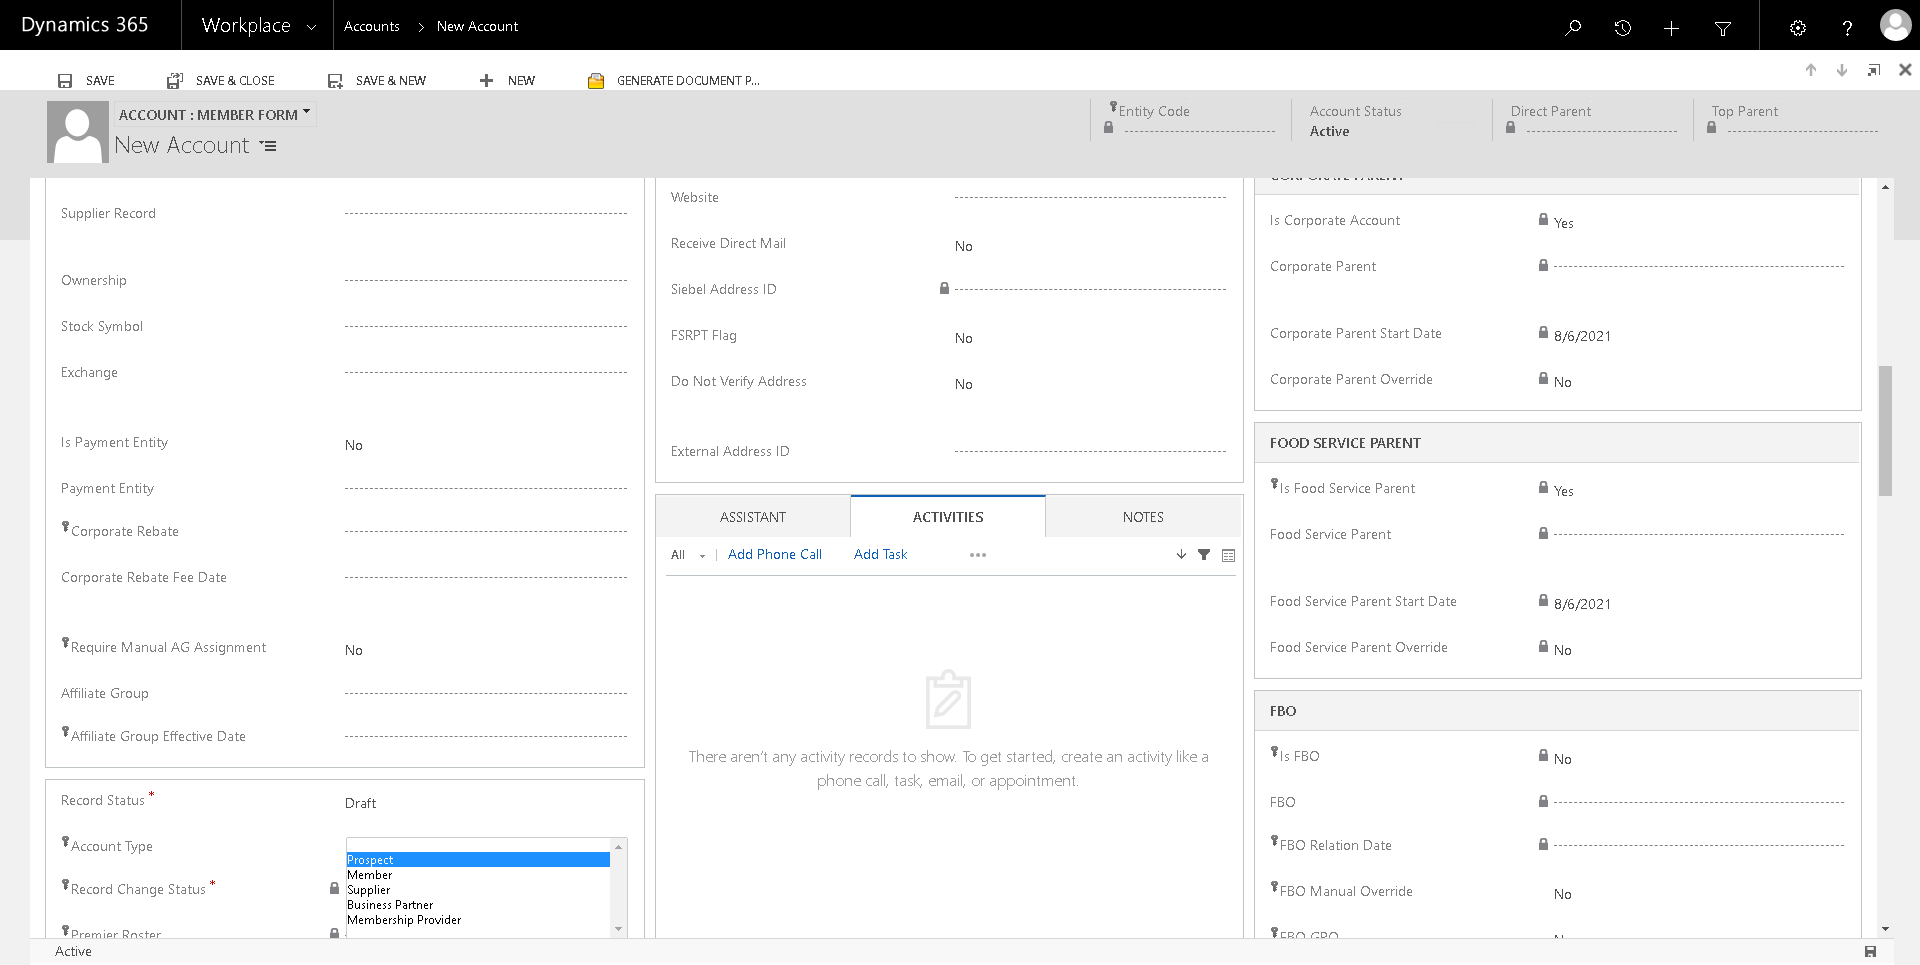 Dynamics 365
Workplace
Accounts
New Account
SAVE
SAVE & CLOSE
SAVE & NEW
NEW
GENERATE DOCUMENT P...
ACCOUNT : MEMBER FORM
New Account
Entity Code
Account Status
Active
Direct Parent
Top Parent
Supplier Record
Ownership
Stock Symbol
Exchange
Is Payment Entity
No
Payment Entity
Corporate Rebate
Corporate Rebate Fee Date
Require Manual AG Assignment
No
Affiliate Group
Affiliate Group Effective Date
Record Status *
Draft
Account Type
Prospect
Member
Supplier
Business Partner
Membership Provider
Record Change Status *
Premier Roster
Website
Receive Direct Mail
No
Siebel Address ID
FSRPT Flag
No
Do Not Verify Address
No
External Address ID
ASSISTANT
ACTIVITIES
NOTES
All
Add Phone Call
Add Task
There aren't any activity records to show. To get started, create an activity like a
phone call, task, email, or appointment.
CORPORATE PARENT
Is Corporate Account
Yes
Corporate Parent
Corporate Parent Start Date
8/6/2021
Corporate Parent Override
No
FOOD SERVICE PARENT
Is Food Service Parent
Yes
Food Service Parent
Food Service Parent Start Date
8/6/2021
Food Service Parent Override
No
FBO
Is FBO
No
FBO
FBO Relation Date
FBO Manual Override
No
FBO GPO
No
Active